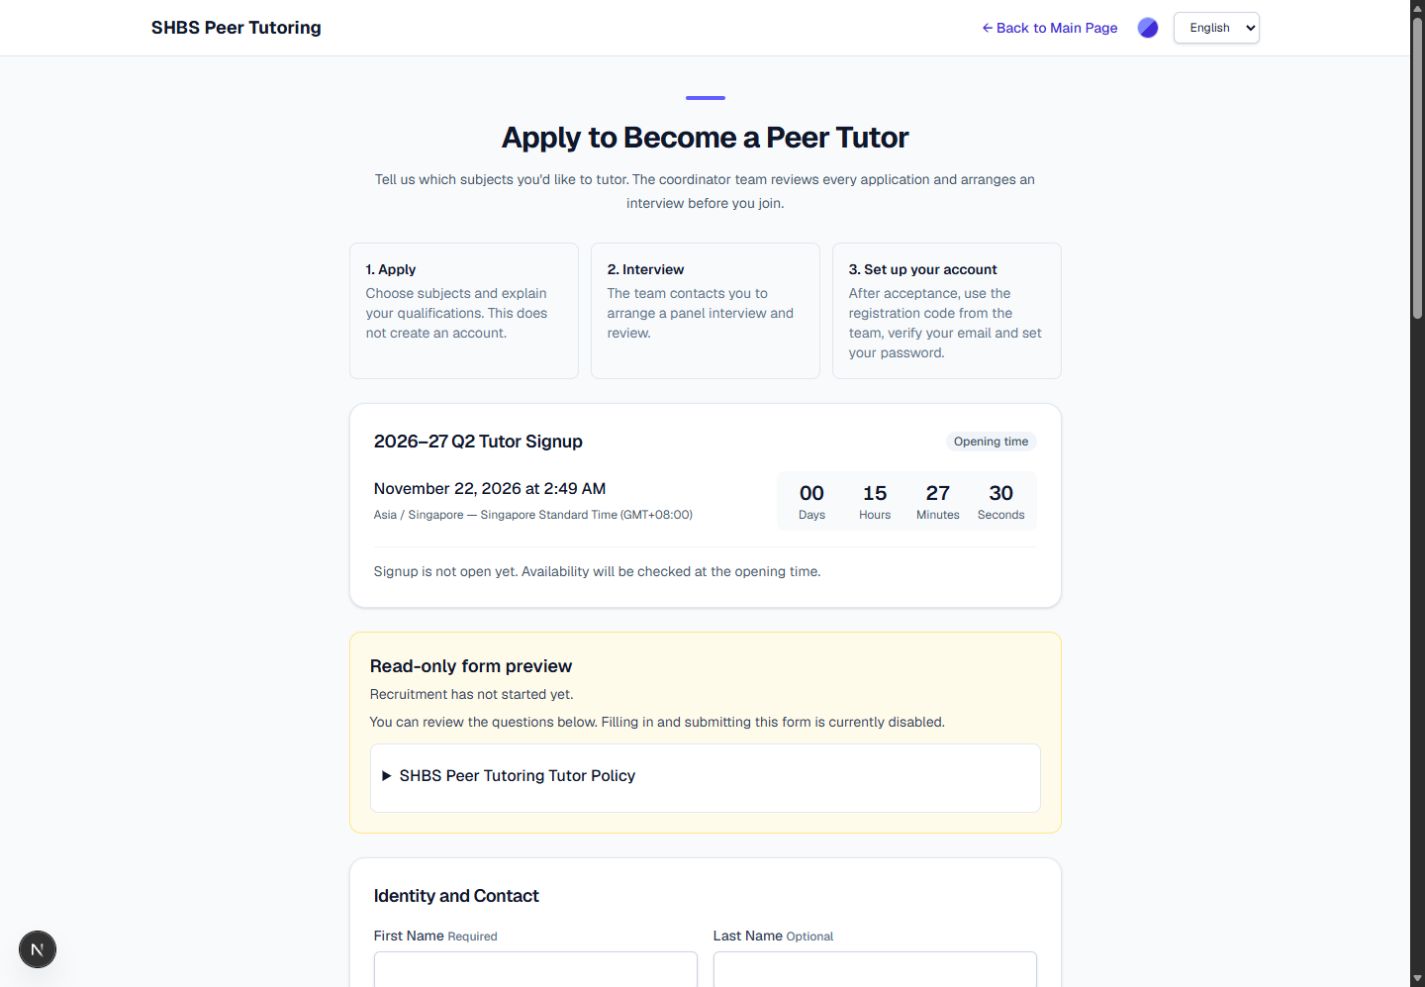 SHBS Peer Tutoring
← Back to Main Page
English
Apply to Become a Peer Tutor
Tell us which subjects you'd like to tutor. The coordinator team reviews every application and arranges an
interview before you join.
1. Apply
Choose subjects and explain
your qualifications. This does
not create an account.
2. Interview
The team contacts you to
arrange a panel interview and
review.
3. Set up your account
After acceptance, use the
registration code from the
team, verify your email and set
your password.
2026–27 Q2 Tutor Signup
Opening time
November 22, 2026 at 2:49 AM
Asia / Singapore — Singapore Standard Time (GMT+08:00)
00 15 27 30
Days Hours Minutes Seconds
Signup is not open yet. Availability will be checked at the opening time.
Read-only form preview
Recruitment has not started yet.
You can review the questions below. Filling in and submitting this form is currently disabled.
SHBS Peer Tutoring Tutor Policy
Identity and Contact
First Name Required
Last Name Optional
N